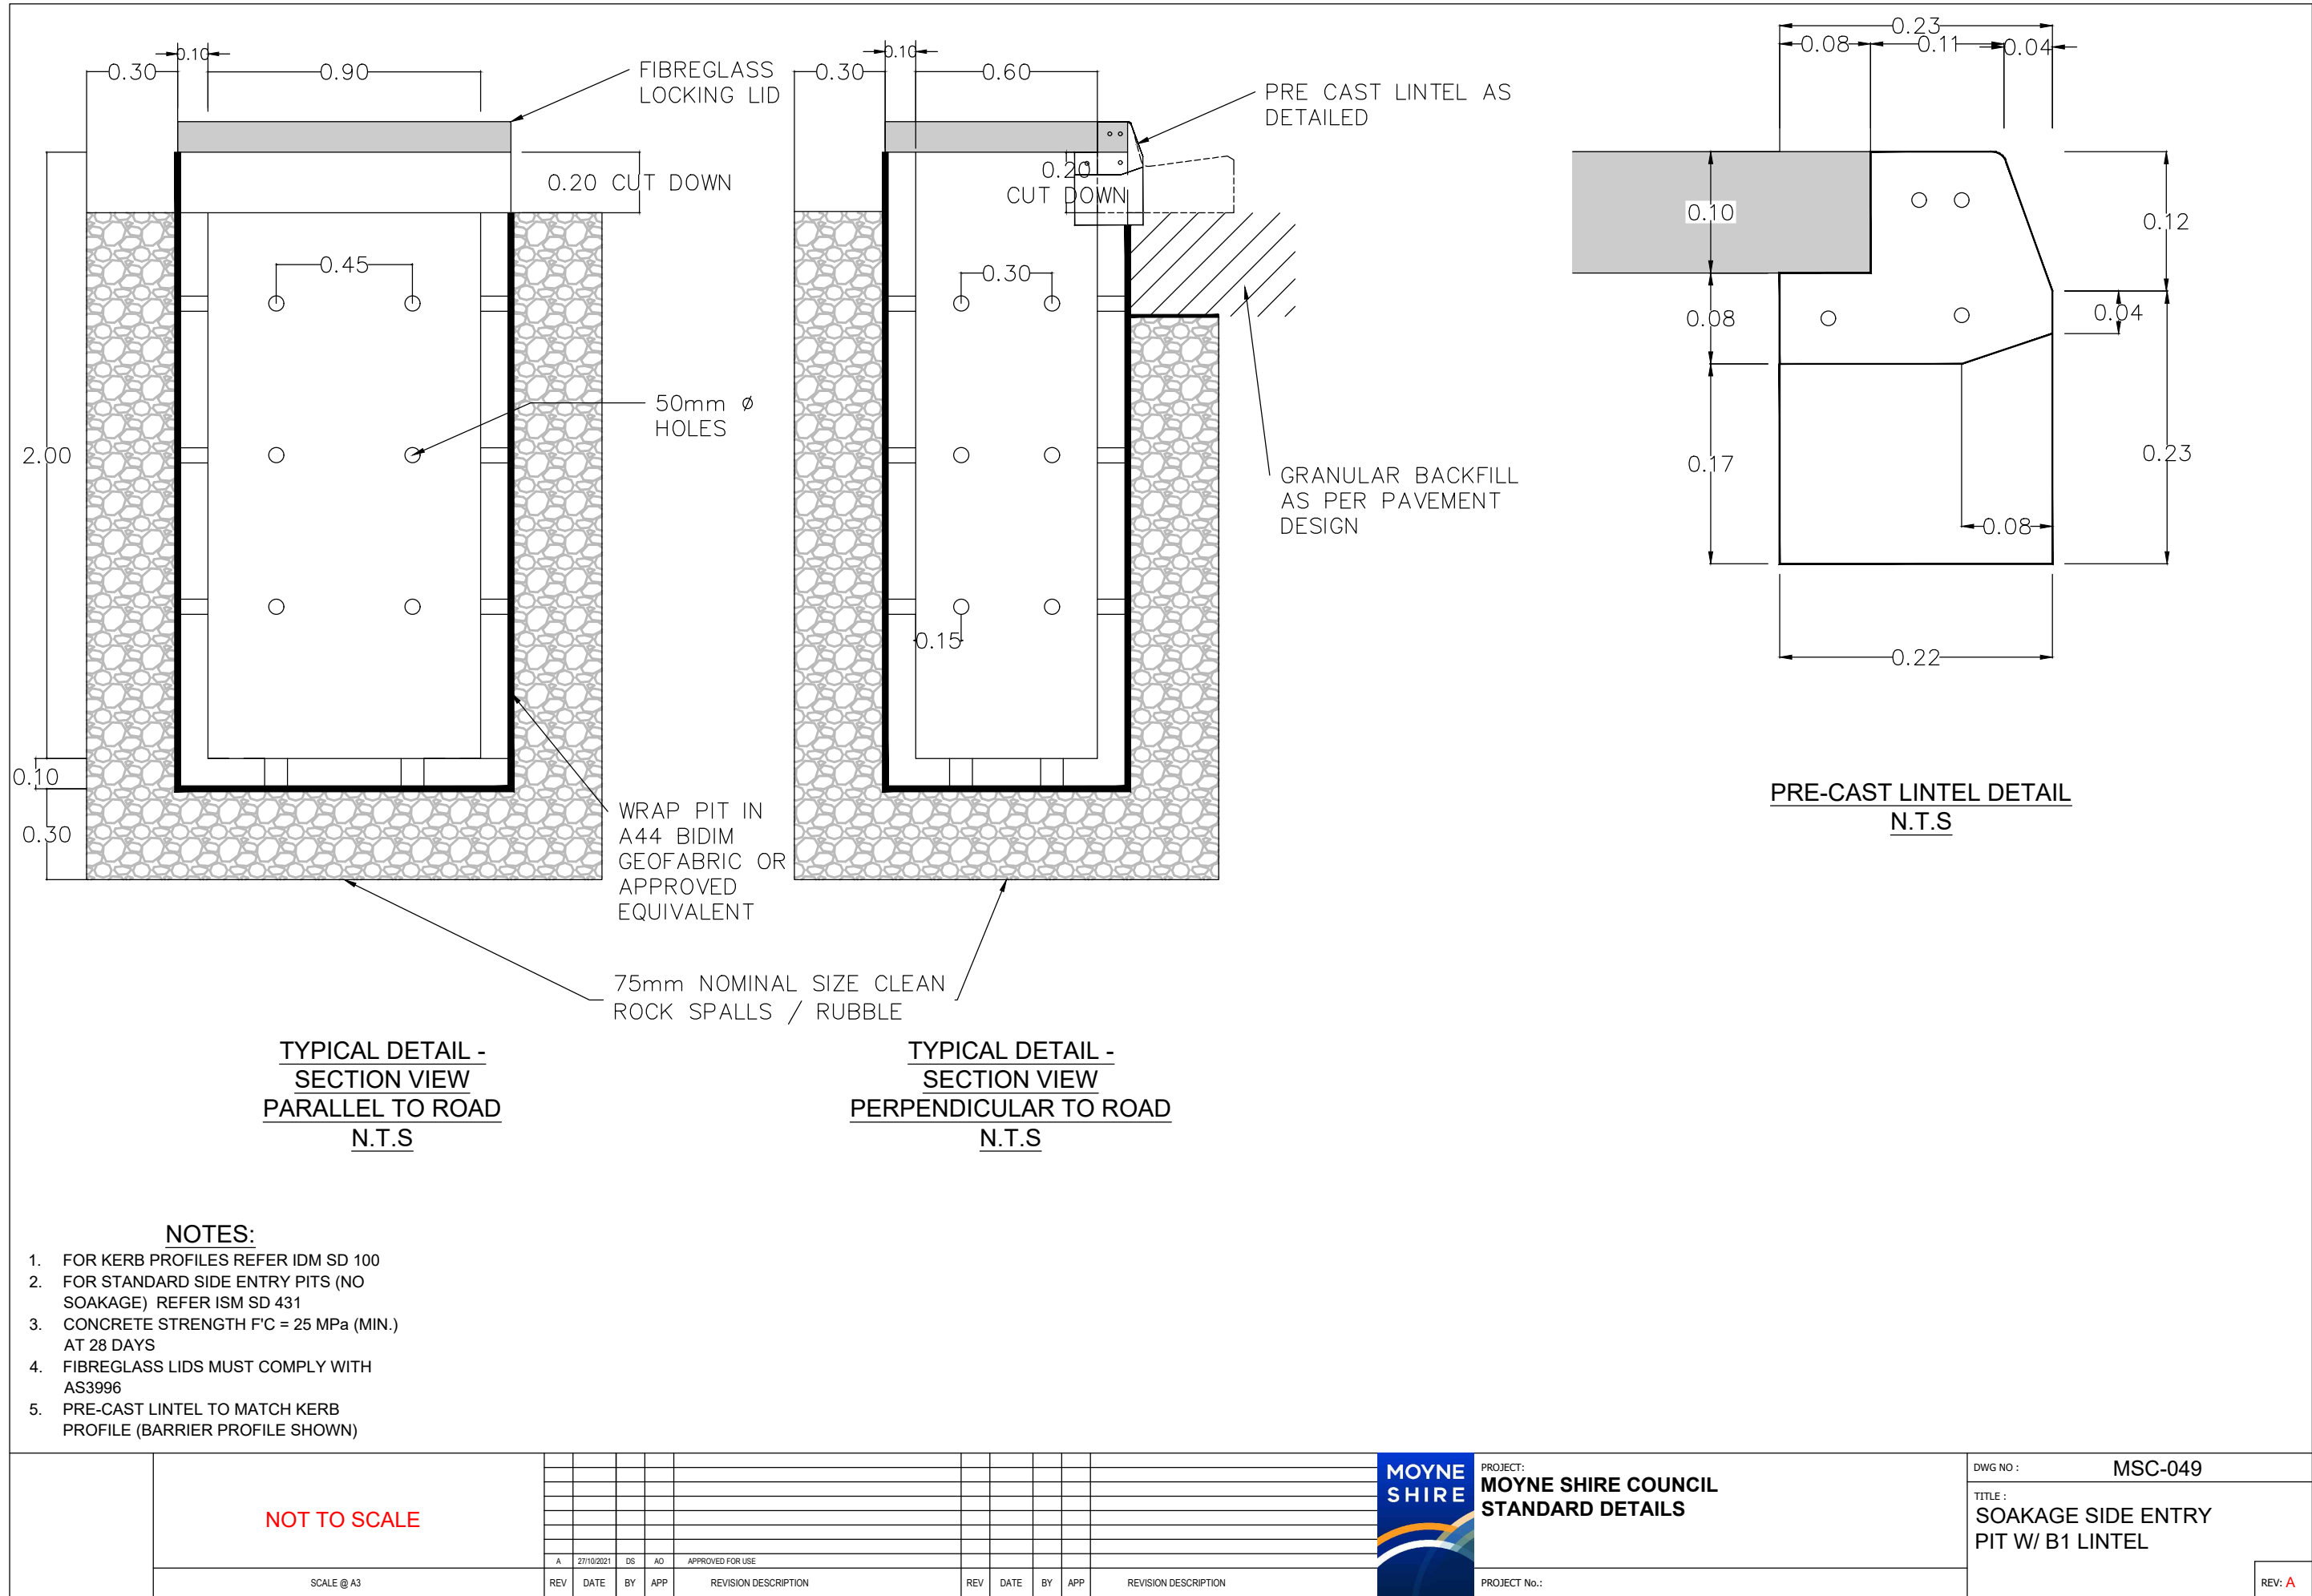 0.30
0.10
0.90
FIBREGLASS
LOCKING LID
0.20 CUT DOWN
0.45
50mm Ø
HOLES
2.00
0.10
0.30
WRAP PIT IN
A44 BIDIM
GEOFABRIC OR
APPROVED
EQUIVALENT
75mm NOMINAL SIZE CLEAN
ROCK SPALLS / RUBBLE
TYPICAL DETAIL -
SECTION VIEW
PARALLEL TO ROAD
N.T.S
0.30
0.10
0.60
PRE CAST LINTEL AS
DETAILED
0.20
CUT DOWN
0.30
0.15
GRANULAR BACKFILL
AS PER PAVEMENT
DESIGN
TYPICAL DETAIL -
SECTION VIEW
PERPENDICULAR TO ROAD
N.T.S
0.23
0.08
0.11
0.04
0.10
0.12
0.08
0.04
0.17
0.23
0.08
0.22
PRE-CAST LINTEL DETAIL
N.T.S
NOTES:
1. FOR KERB PROFILES REFER IDM SD 100
2. FOR STANDARD SIDE ENTRY PITS (NO
SOAKAGE) REFER ISM SD 431
3. CONCRETE STRENGTH F'C = 25 MPa (MIN.)
AT 28 DAYS
4. FIBREGLASS LIDS MUST COMPLY WITH
AS3996
5. PRE-CAST LINTEL TO MATCH KERB
PROFILE (BARRIER PROFILE SHOWN)
NOT TO SCALE
SCALE @ A3
A 27/10/2021 DS AO APPROVED FOR USE
REV DATE BY APP REVISION DESCRIPTION REV DATE BY APP REVISION DESCRIPTION
MOYNE
SHIRE
PROJECT:
MOYNE SHIRE COUNCIL
STANDARD DETAILS
PROJECT No.:
DWG NO : MSC-049
TITLE :
SOAKAGE SIDE ENTRY
PIT W/ B1 LINTEL
REV: A